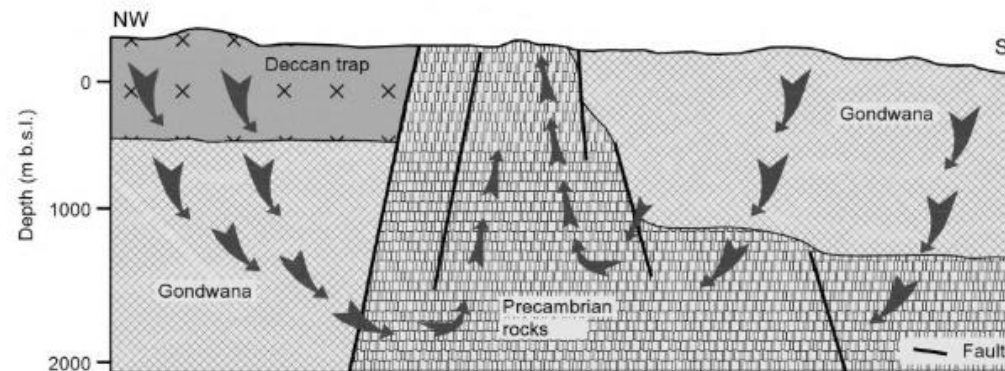 NW
S
Deccan trap
0
Gondwana
Depth (m b.s.l.)
1000
Gondwana
Precambrian
rocks
Fault
2000